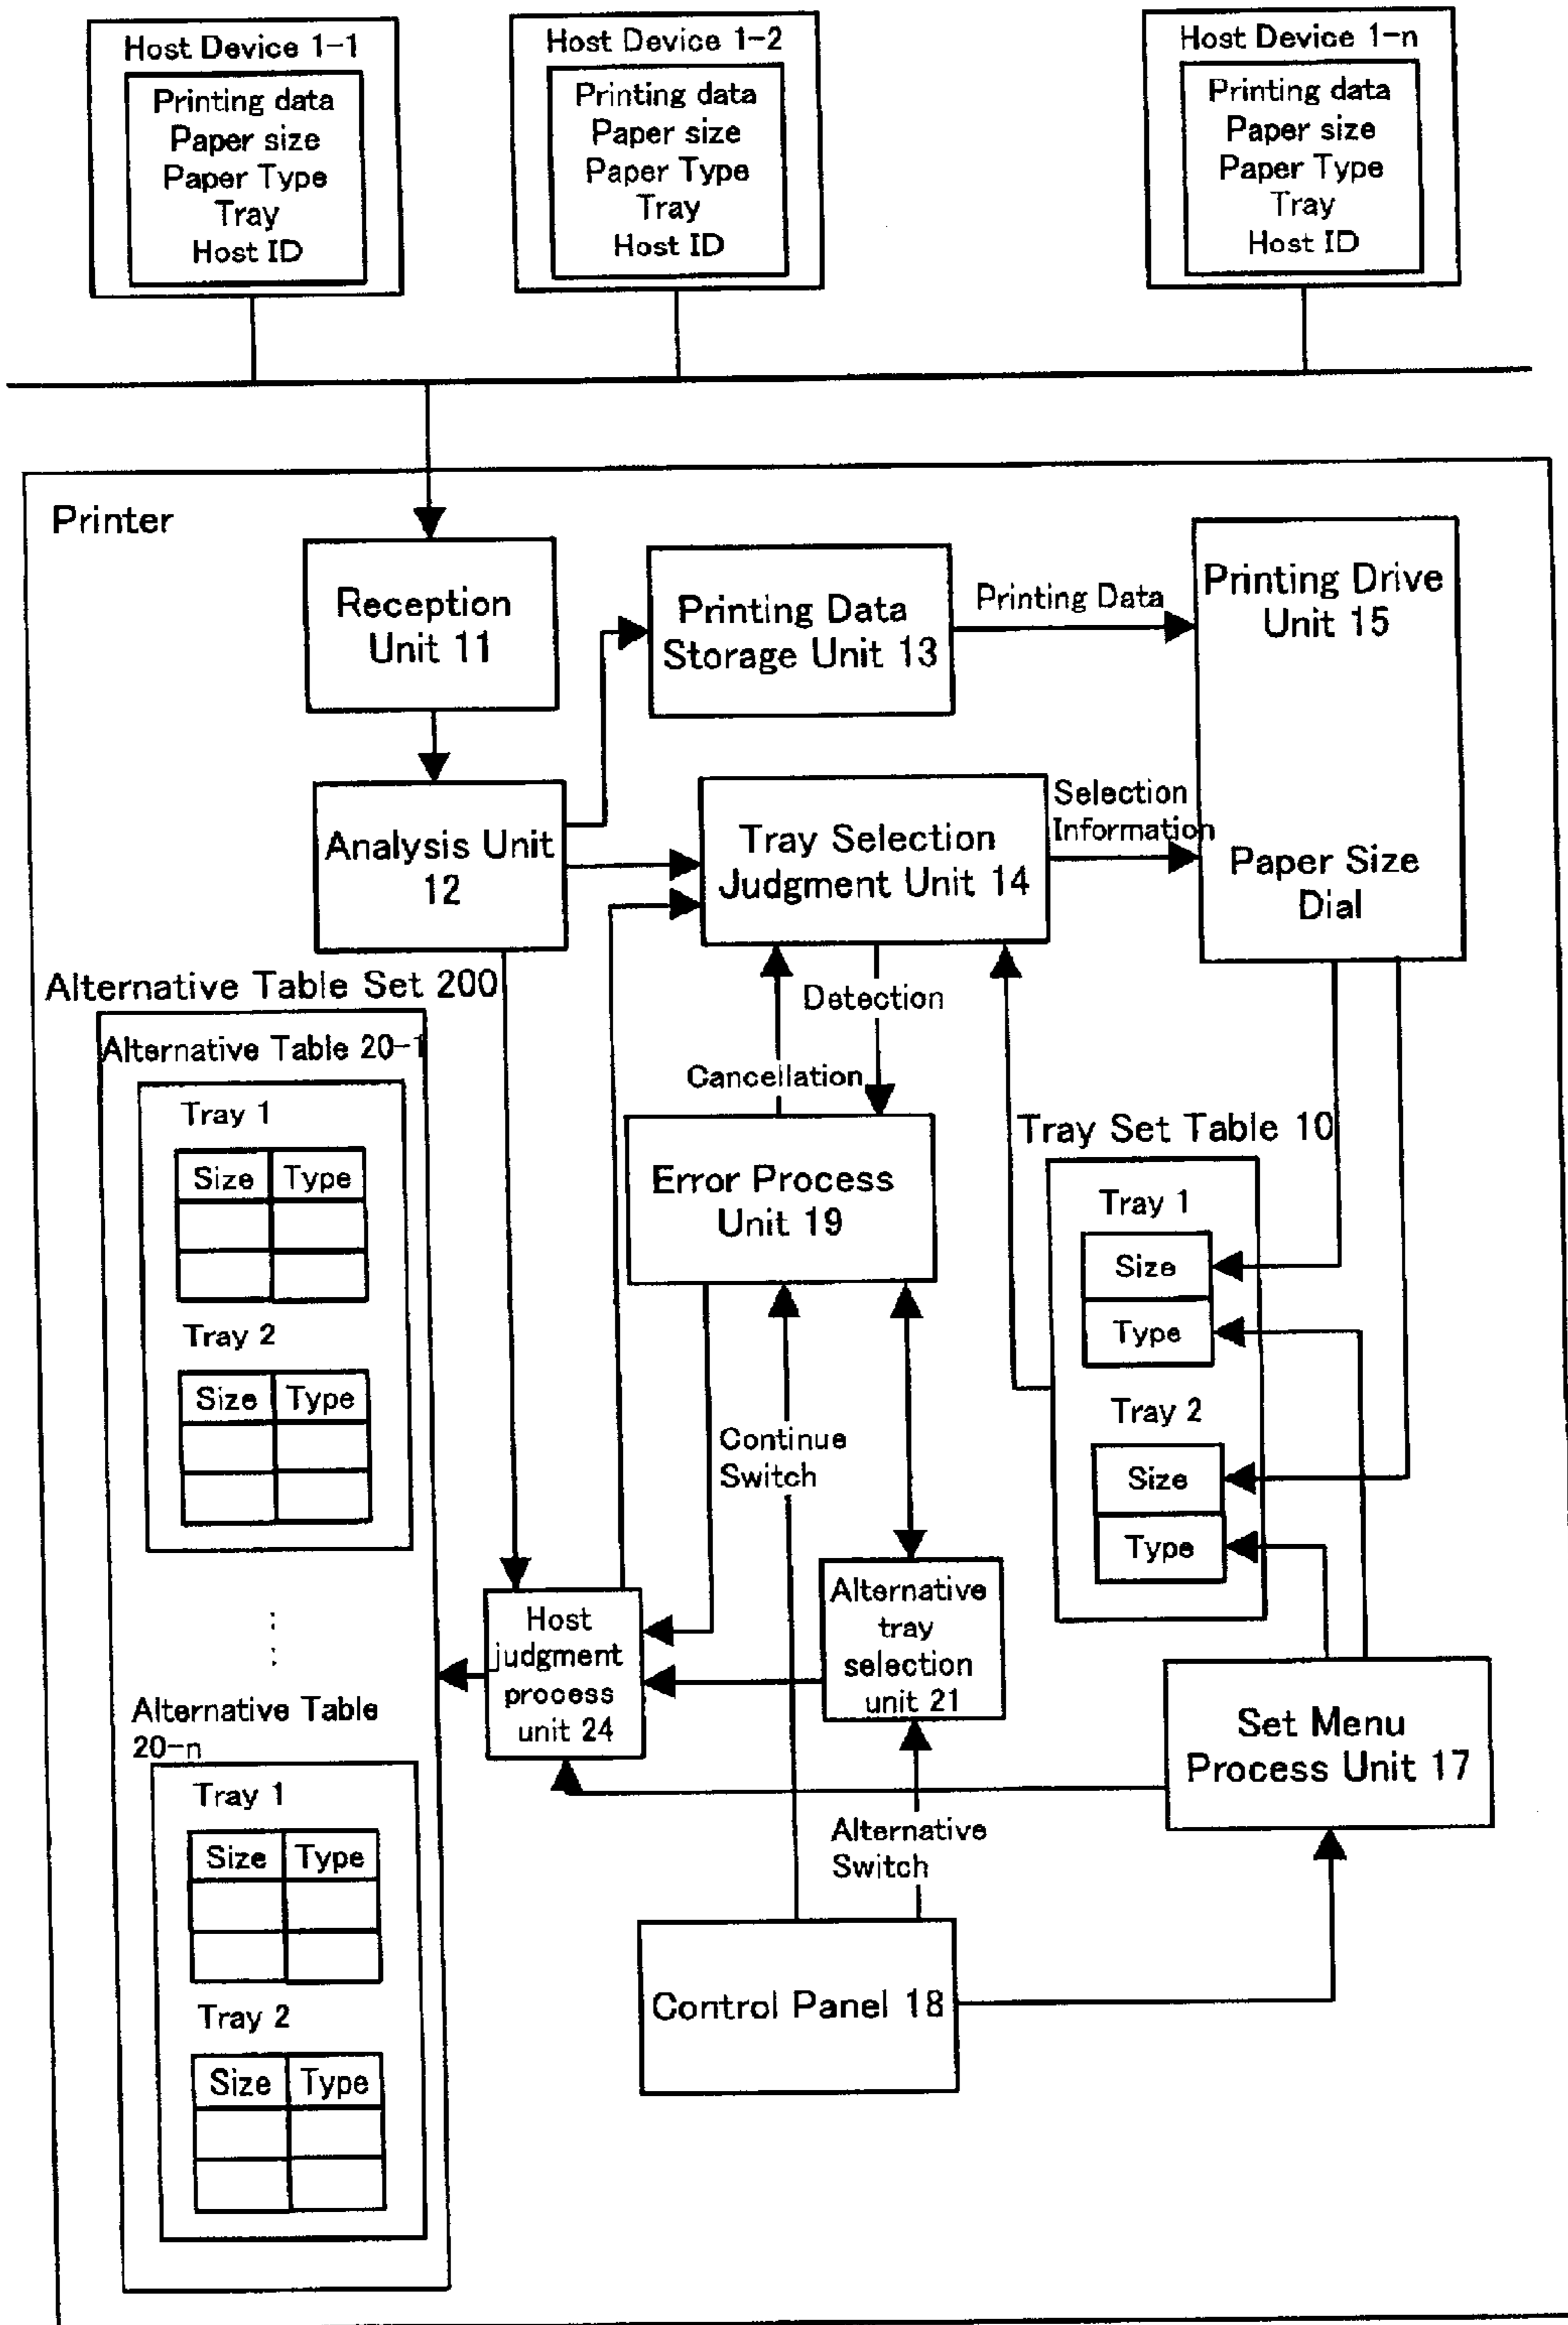 Host Device 1-1
Printing data
Paper size
Paper Type
Tray
Host ID
Host Device 1-2
Printing data
Paper size
Paper Type
Tray
Host ID
Host Device 1-n
Printing data
Paper size
Paper Type
Tray
Host ID
Printer
Reception
Unit 11
Printing Data
Storage Unit 13
Printing Data
Printing Drive
Unit 15
Paper Size
Dial
Analysis Unit
12
Tray Selection
Judgment Unit 14
Selection
Information
Alternative Table Set 200
Alternative Table 20-1
Tray 1
Size Type
Tray 2
Size Type
Detection
Cancellation
Error Process
Unit 19
Tray Set Table 10
Tray 1
Size
Type
Tray 2
Size
Type
Continue
Switch
Host
judgment
process
unit 24
Alternative
tray
selection
unit 21
Set Menu
Process Unit 17
Alternative Table
20-n
Tray 1
Size Type
Tray 2
Size Type
Alternative
Switch
Control Panel 18